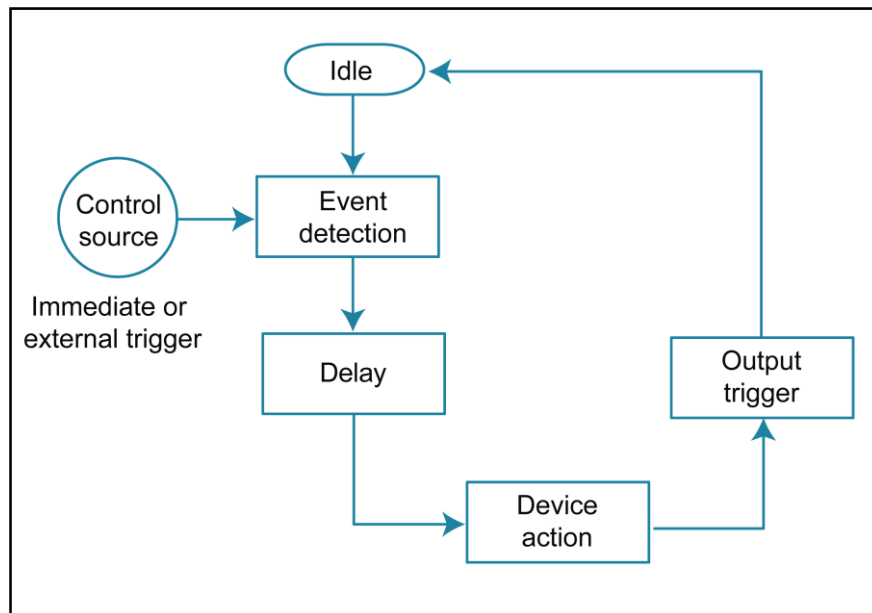 Idle
Control
source
Event
detection
Immediate or
external trigger
Delay
Output
trigger
Device
action